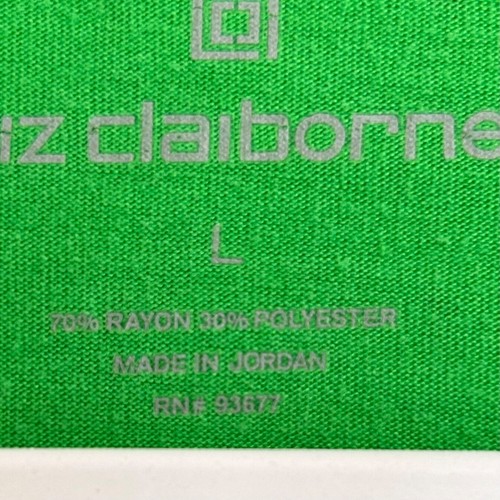 iz claiborne
L
70% RAYON 30% POLYESTER
MADE IN JORDAN
RN# 93677